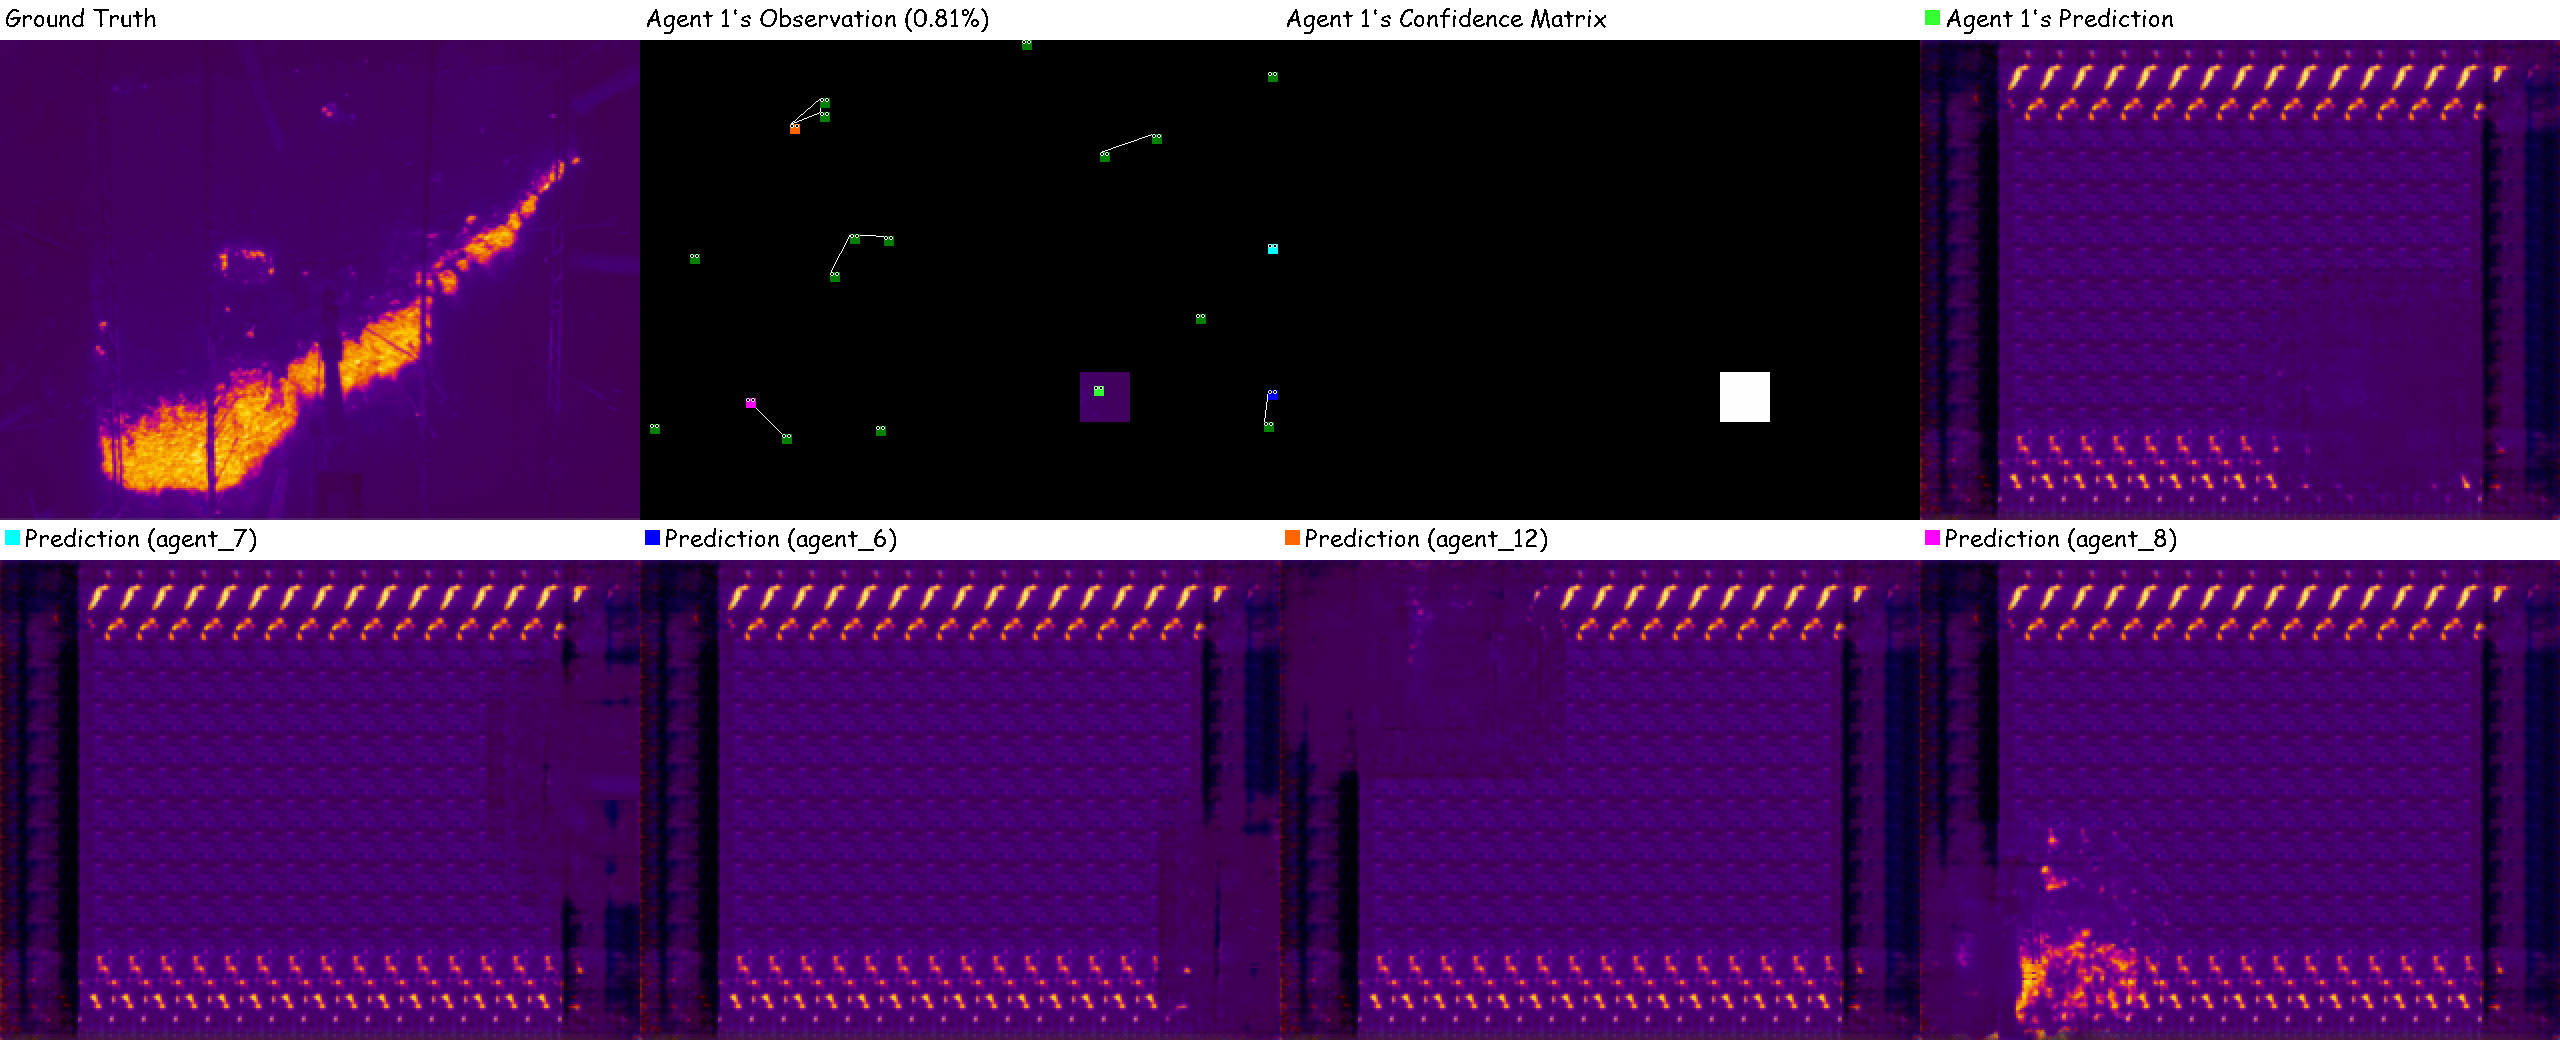 Ground Truth
Agent 1's Observation (0.81%)
Agent 1's Confidence Matrix
Agent 1's Prediction
Prediction (agent_7)
Prediction (agent_6)
Prediction (agent_12)
Prediction (agent_8)